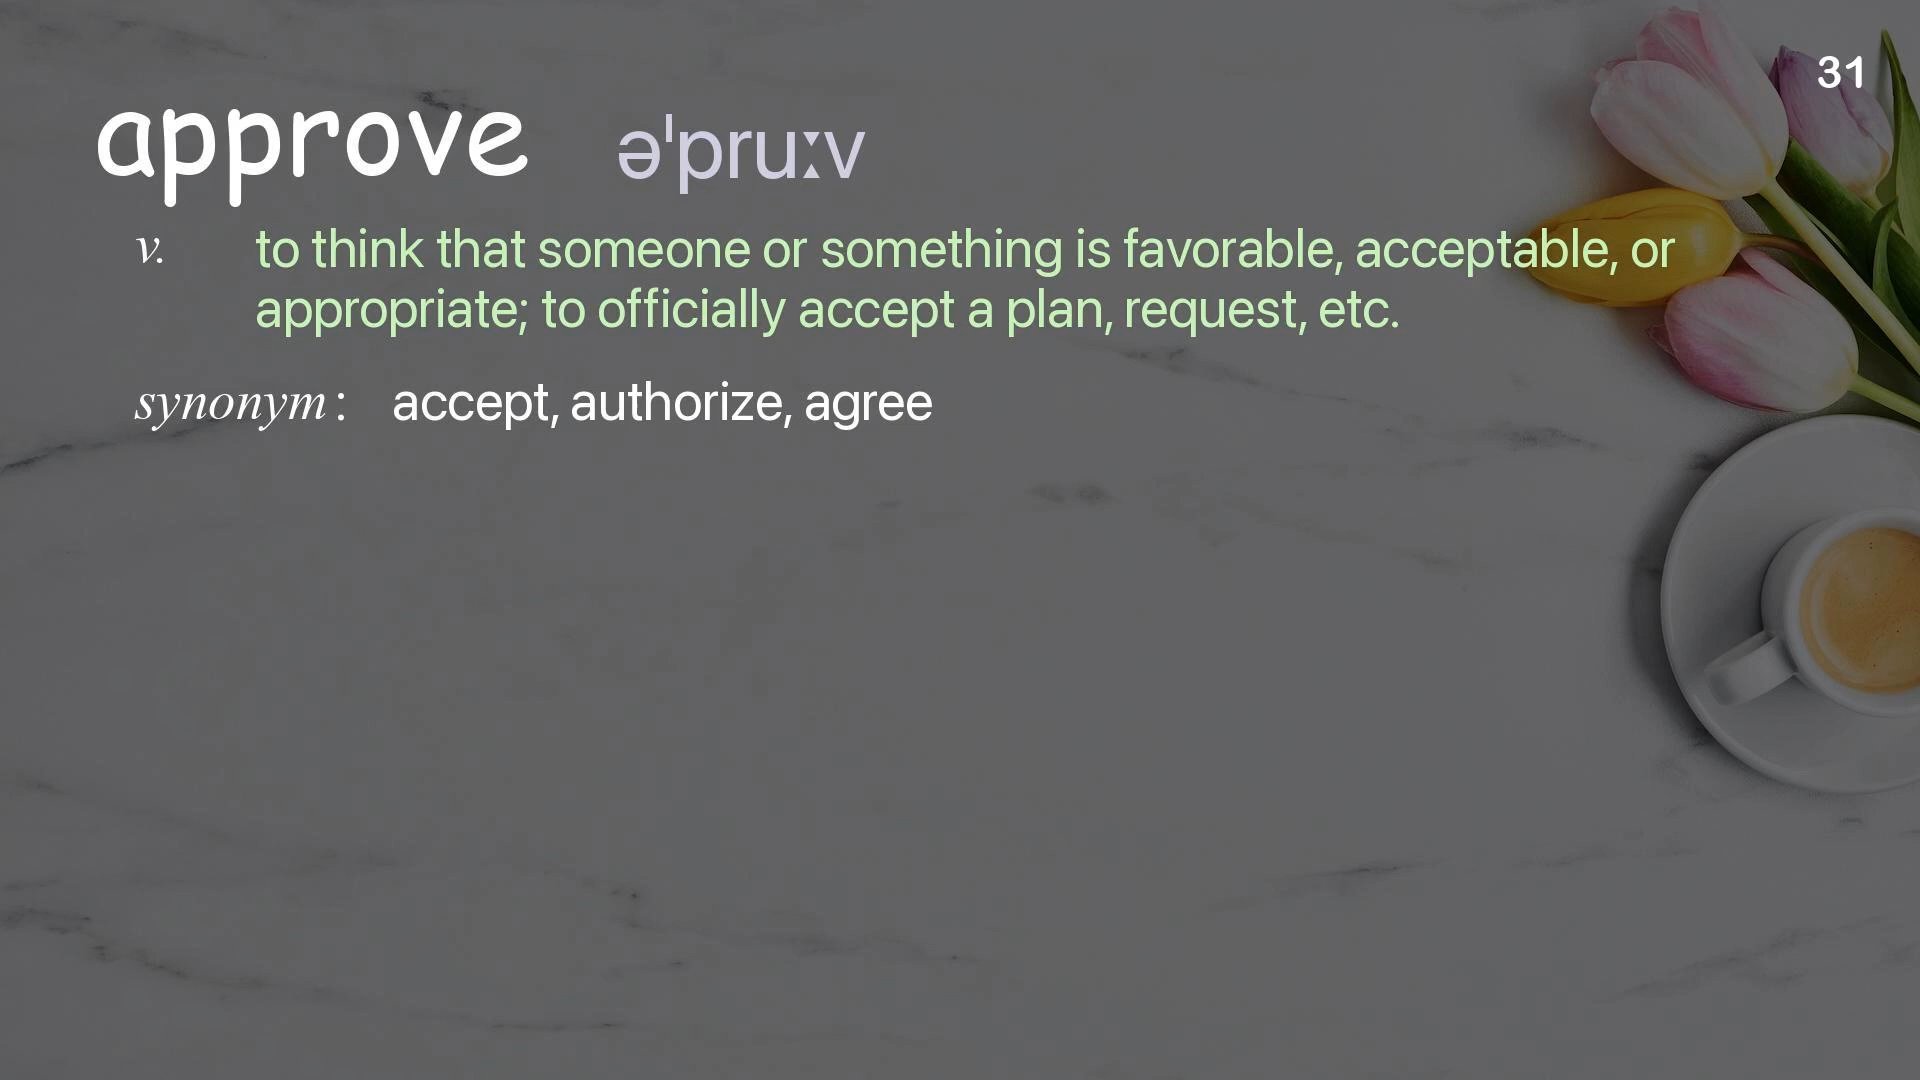 31
approve əˈpruːv
v. to think that someone or something is favorable, acceptable, or
appropriate; to officially accept a plan, request, etc.
synonym: accept, authorize, agree